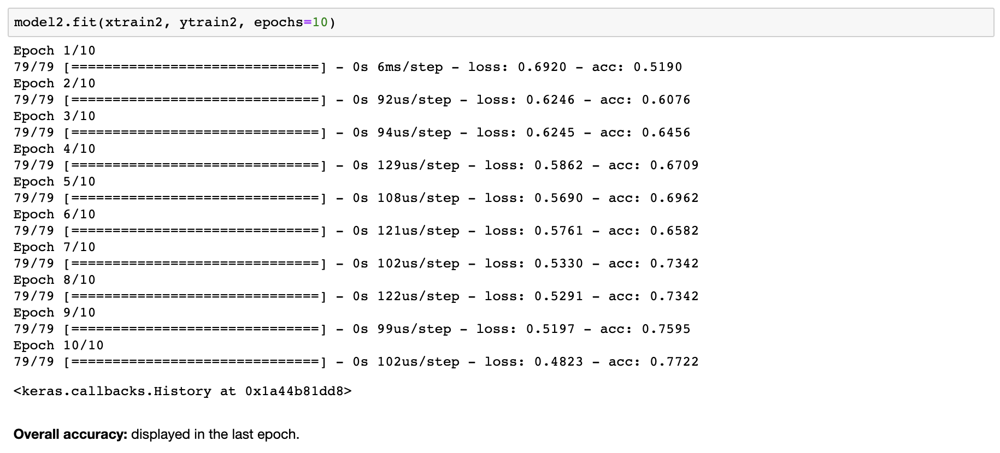 model2.fit(xtrain2, ytrain2, epochs=10)
Epoch 1/10
79/79 [==============================] - 0s 6ms/step - loss: 0.6920 - acc: 0.5190
Epoch 2/10
79/79 [==============================] - 0s 92us/step - loss: 0.6246 - acc: 0.6076
Epoch 3/10
79/79 [==============================] - 0s 94us/step - loss: 0.6245 - acc: 0.6456
Epoch 4/10
79/79 [==============================] - 0s 129us/step - loss: 0.5862 - acc: 0.6709
Epoch 5/10
79/79 [==============================] - 0s 108us/step - loss: 0.5690 - acc: 0.6962
Epoch 6/10
79/79 [==============================] - 0s 121us/step - loss: 0.5761 - acc: 0.6582
Epoch 7/10
79/79 [==============================] - 0s 102us/step - loss: 0.5330 - acc: 0.7342
Epoch 8/10
79/79 [==============================] - 0s 122us/step - loss: 0.5291 - acc: 0.7342
Epoch 9/10
79/79 [==============================] - 0s 99us/step - loss: 0.5197 - acc: 0.7595
Epoch 10/10
79/79 [==============================] - 0s 102us/step - loss: 0.4823 - acc: 0.7722
<keras.callbacks.History at 0x1a44b81dd8>
Overall accuracy: displayed in the last epoch.